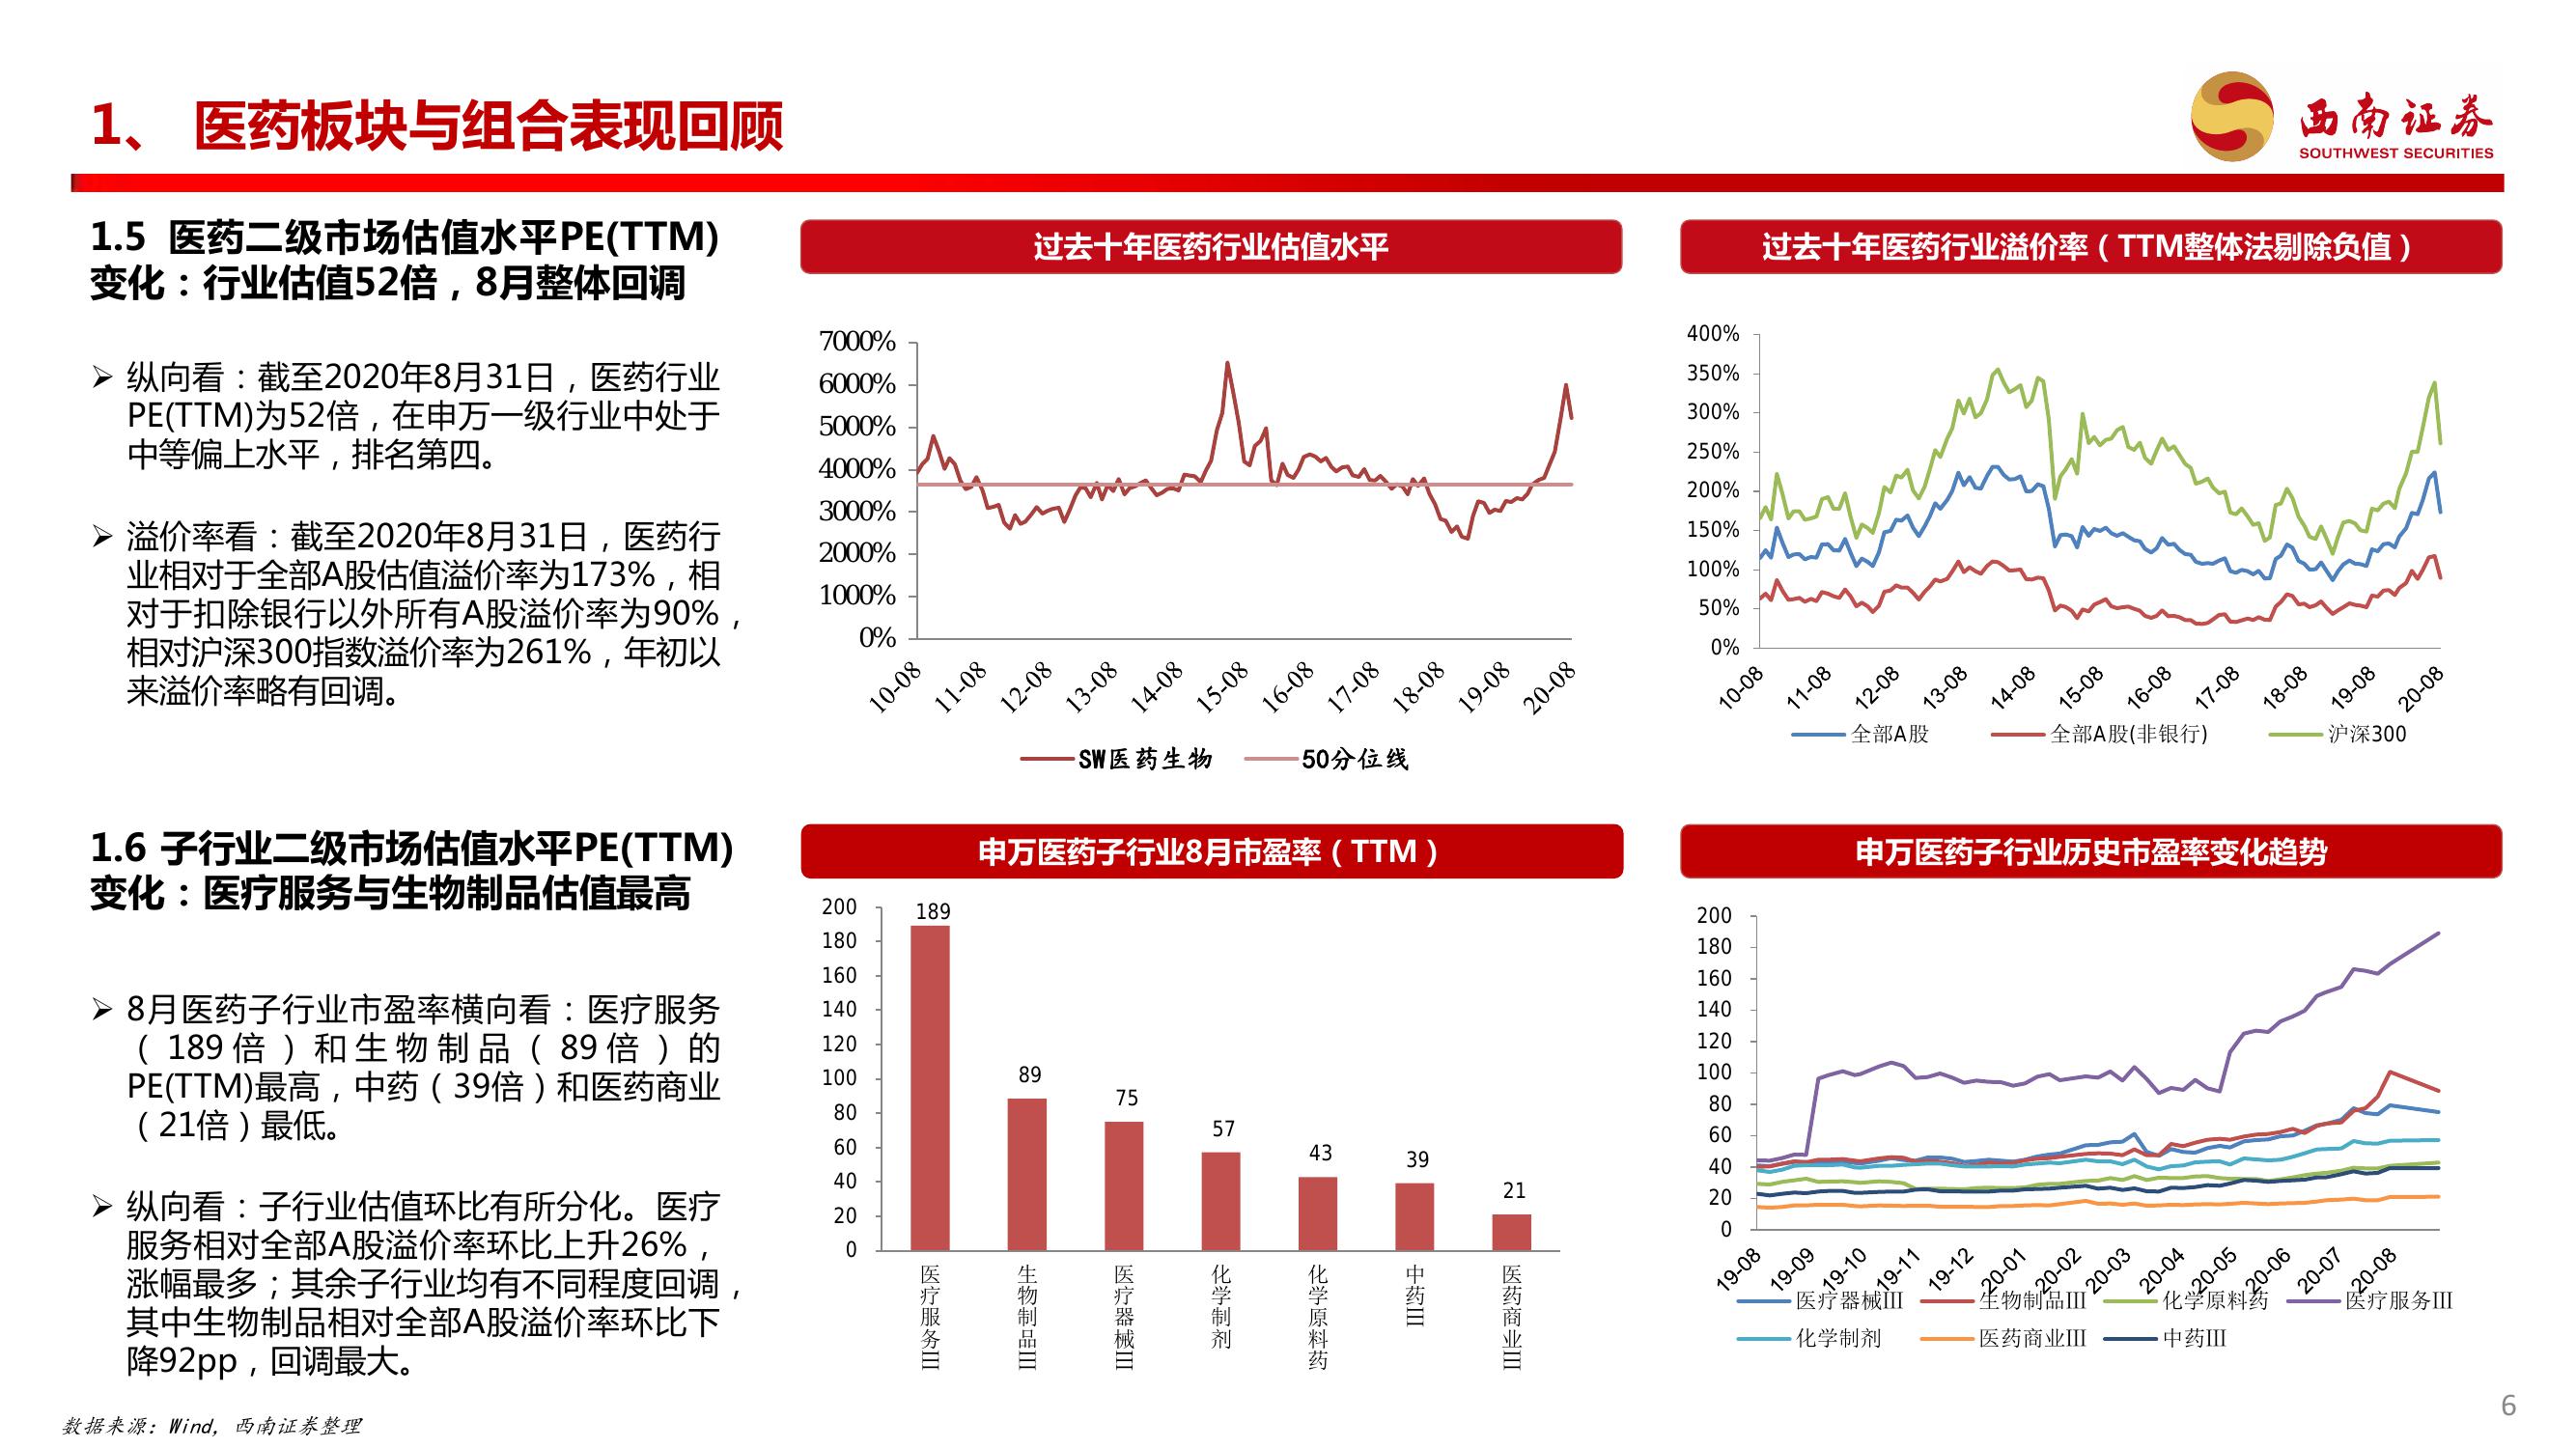 1、 医药板块与组合表现回顾
西南证券
SOUTHWEST SECURITIES
1.5 医药二级市场估值水平PE(TTM)
变化：行业估值52倍，8月整体回调
➢ 纵向看：截至2020年8月31日，医药行业
PE(TTM)为52倍，在申万一级行业中处于
中等偏上水平，排名第四。
➢ 溢价率看：截至2020年8月31日，医药行
业相对于全部A股估值溢价率为173%，相
对于扣除银行以外所有A股溢价率为90%，
相对沪深300指数溢价率为261%，年初以
来溢价率略有回调。
过去十年医药行业估值水平
7000%
6000%
5000%
4000%
3000%
2000%
1000%
0%
10-08 11-08 12-08 13-08 14-08 15-08 16-08 17-08 18-08 19-08 20-08
SW医药生物 50分位线
过去十年医药行业溢价率（TTM整体法剔除负值）
400%
350%
300%
250%
200%
150%
100%
50%
0%
10-08 11-08 12-08 13-08 14-08 15-08 16-08 17-08 18-08 19-08 20-08
全部A股 全部A股(非银行) 沪深300
1.6 子行业二级市场估值水平PE(TTM)
变化：医疗服务与生物制品估值最高
➢ 8月医药子行业市盈率横向看：医疗服务
（189倍）和生物制品（89倍）的
PE(TTM)最高，中药（39倍）和医药商业
（21倍）最低。
➢ 纵向看：子行业估值环比有所分化。医疗
服务相对全部A股溢价率环比上升26%，
涨幅最多；其余子行业均有不同程度回调，
其中生物制品相对全部A股溢价率环比下
降92pp，回调最大。
申万医药子行业8月市盈率（TTM）
200
180
160
140
120
100
80
60
40
20
0
189
89
75
57
43
39
21
医疗服务Ⅲ
生物制品Ⅲ
医疗器械Ⅲ
化学制剂
化学原料药
中药Ⅲ
医药商业Ⅲ
申万医药子行业历史市盈率变化趋势
200
180
160
140
120
100
80
60
40
20
0
19-08 19-09 19-10 19-11 19-12 20-01 20-02 20-03 20-04 20-05 20-06 20-07 20-08
医疗器械Ⅲ 生物制品Ⅲ 化学原料药 医疗服务Ⅲ
化学制剂 医药商业Ⅲ 中药Ⅲ
数据来源：Wind，西南证券整理
6